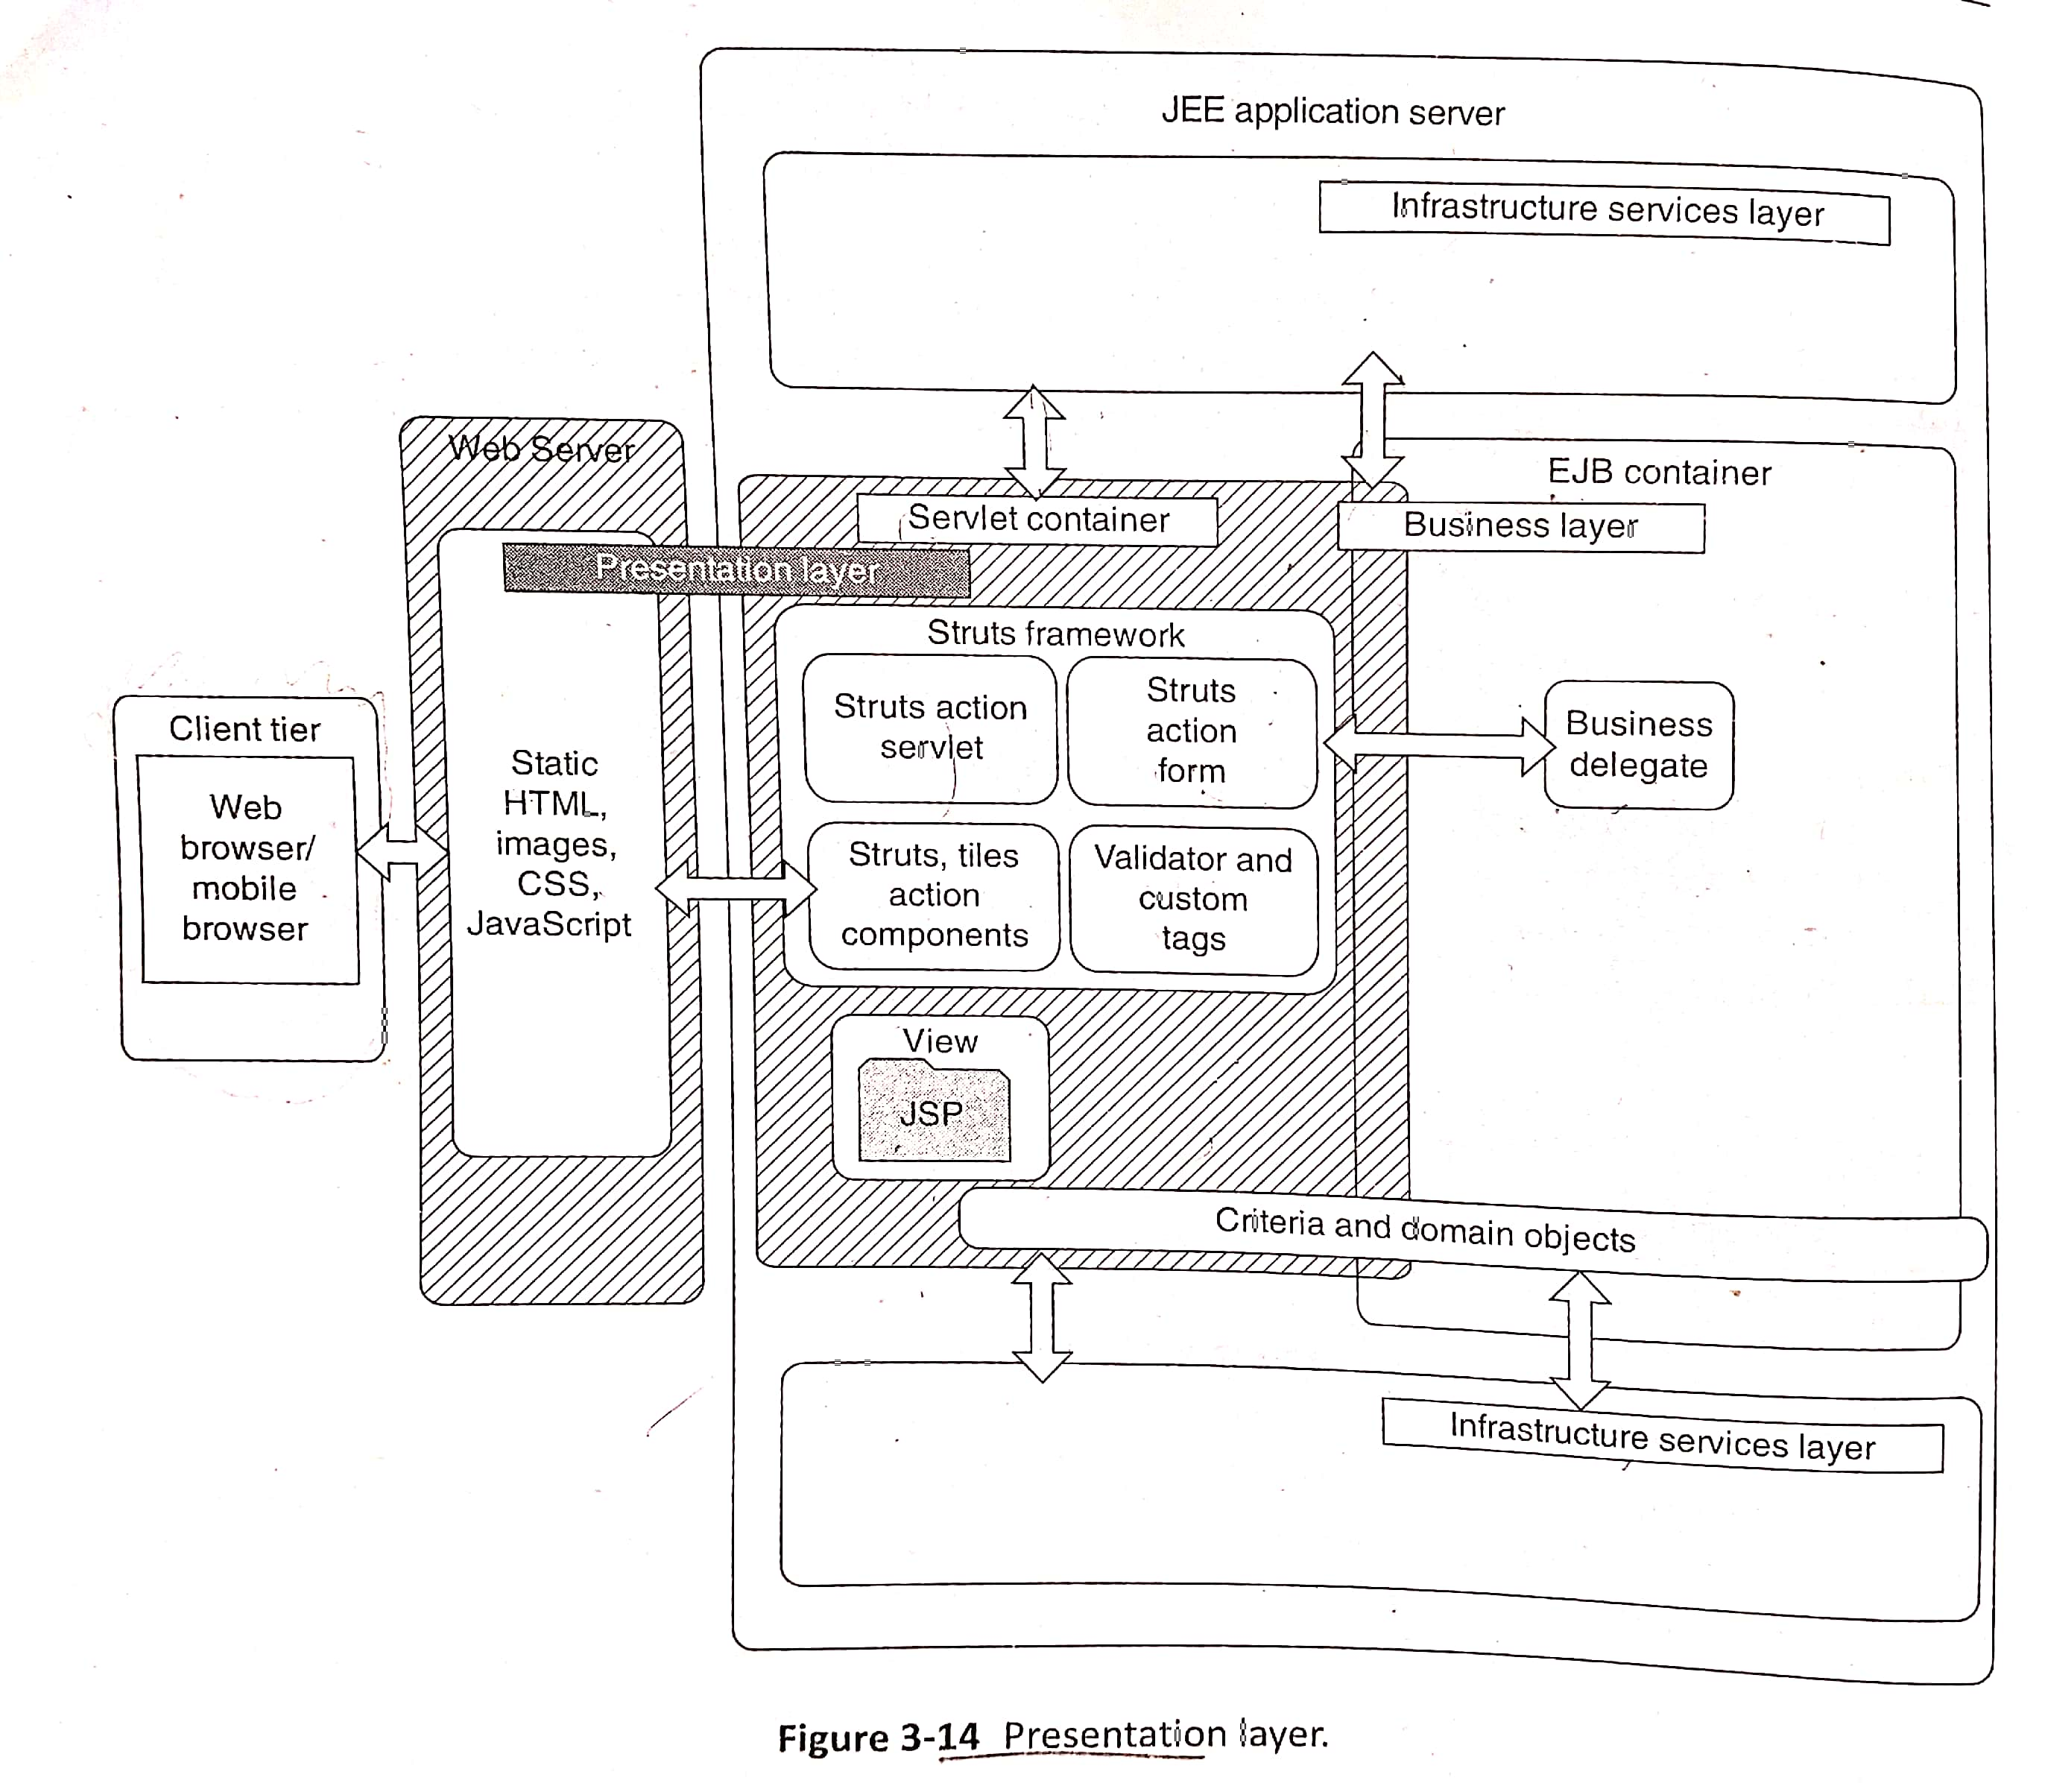 JEE application server
Infrastructure services layer
Web Server
EJB container
Servlet container
Business layer
Presentation layer
Struts framework
Struts action
servlet
Struts
action
form
Business
delegate
Client tier
Web
browser/
mobile
browser
Static
HTML,
images,
CSS,
JavaScript
Struts, tiles
action
components
Validator and
custom
tags
View
JSP
Criteria and domain objects
Infrastructure services layer
Figure 3-14 Presentation layer.